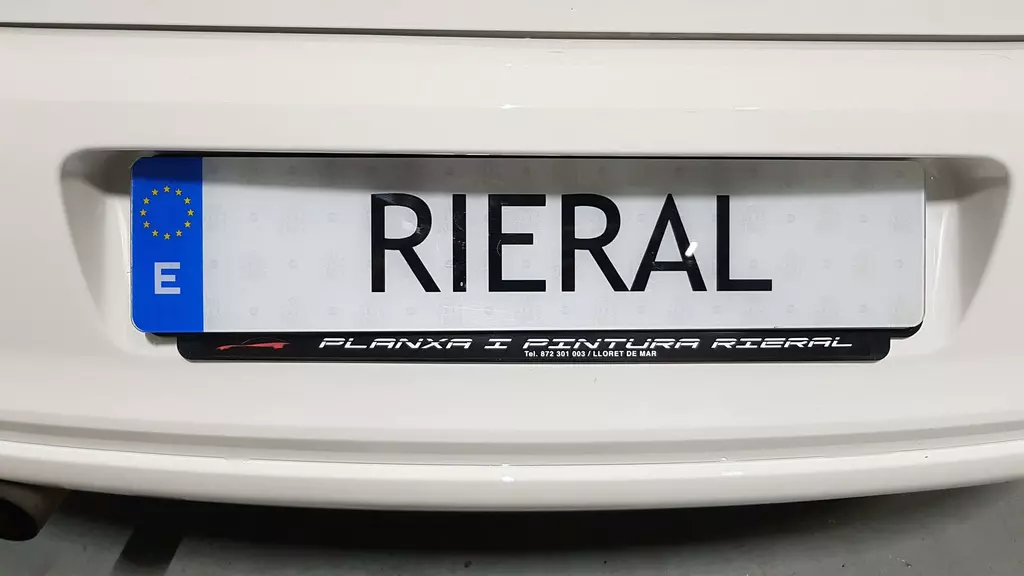 E
RIERAL
PLANXA I PINTURA RIERAL
Tel. 872 301 003 / LLORET DE MAR